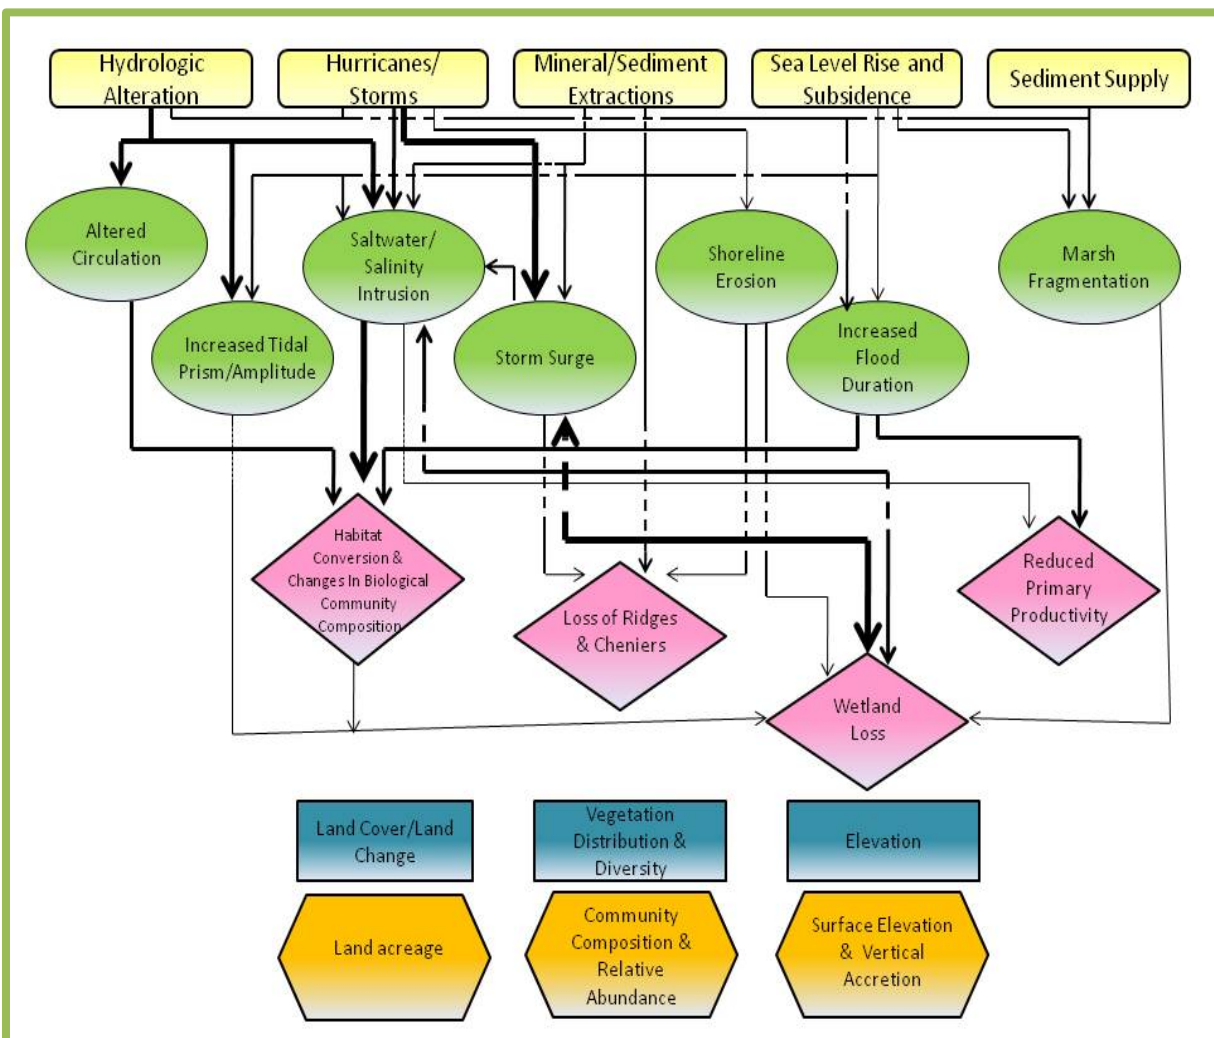 Hydrologic
Alteration
Hurricanes/
Storms
Mineral/Sediment
Extractions
Sea Level Rise and
Subsidence
Sediment Supply
Altered
Circulation
Saltwater/
Salinity
Intrusion
Shoreline
Erosion
Marsh
Fragmentation
Increased Tidal
Prism/Amplitude
Storm Surge
Increased
Flood
Duration
Habitat
Conversion &
Changes In Biological
Community
Composition
Loss of Ridges
& Cheniers
Reduced
Primary
Productivity
Wetland
Loss
Land Cover/Land
Change
Vegetation
Distribution &
Diversity
Elevation
Land acreage
Community
Composition &
Relative
Abundance
Surface Elevation
& Vertical
Accretion